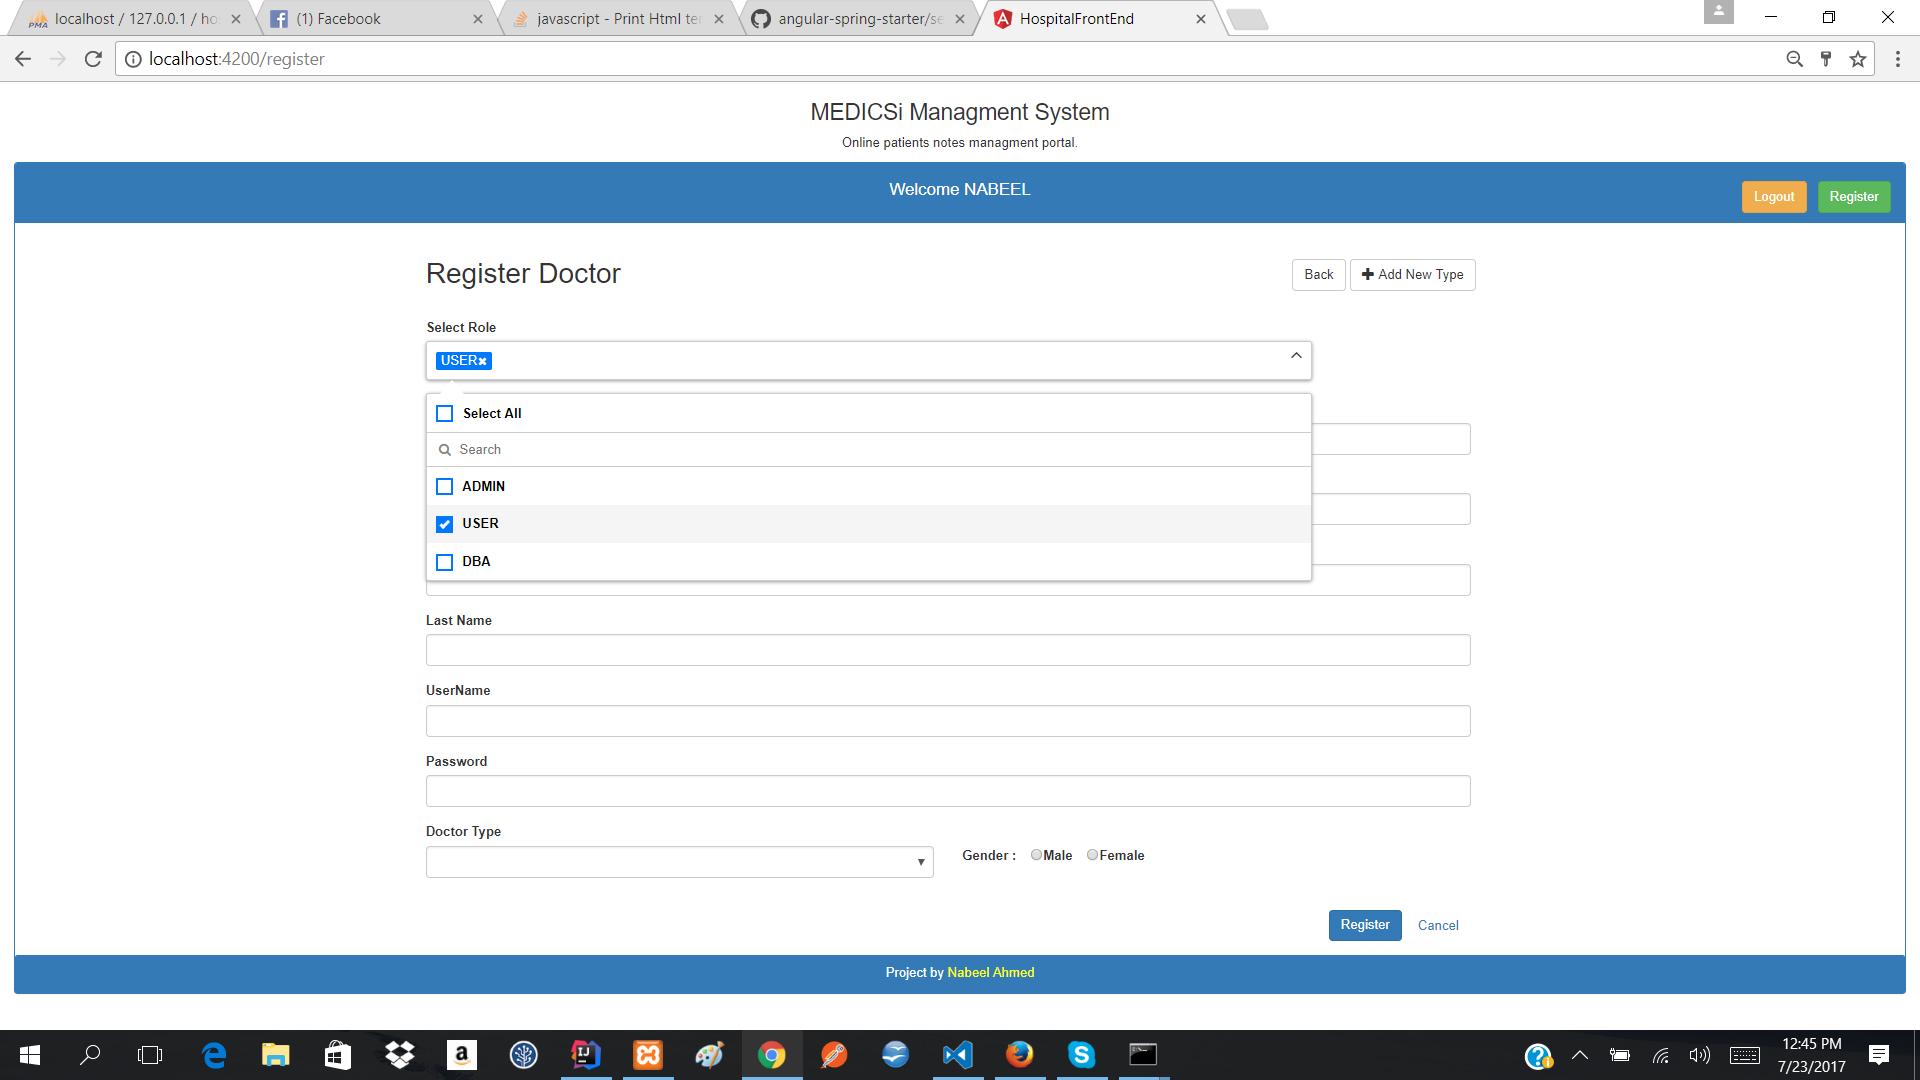 localhost / 127.0.0.1 / ho
(1) Facebook
javascript - Print Html te
angular-spring-starter/se
HospitalFrontEnd
localhost:4200/register
MEDICSi Managment System
Online patients notes managment portal.
Welcome NABEEL
Logout
Register
Register Doctor
Back
Add New Type
Select Role
USER
Select All
Search
ADMIN
USER
DBA
Last Name
UserName
Password
Doctor Type
Gender :
Male
Female
Register
Cancel
Project by Nabeel Ahmed
12:45 PM
7/23/2017